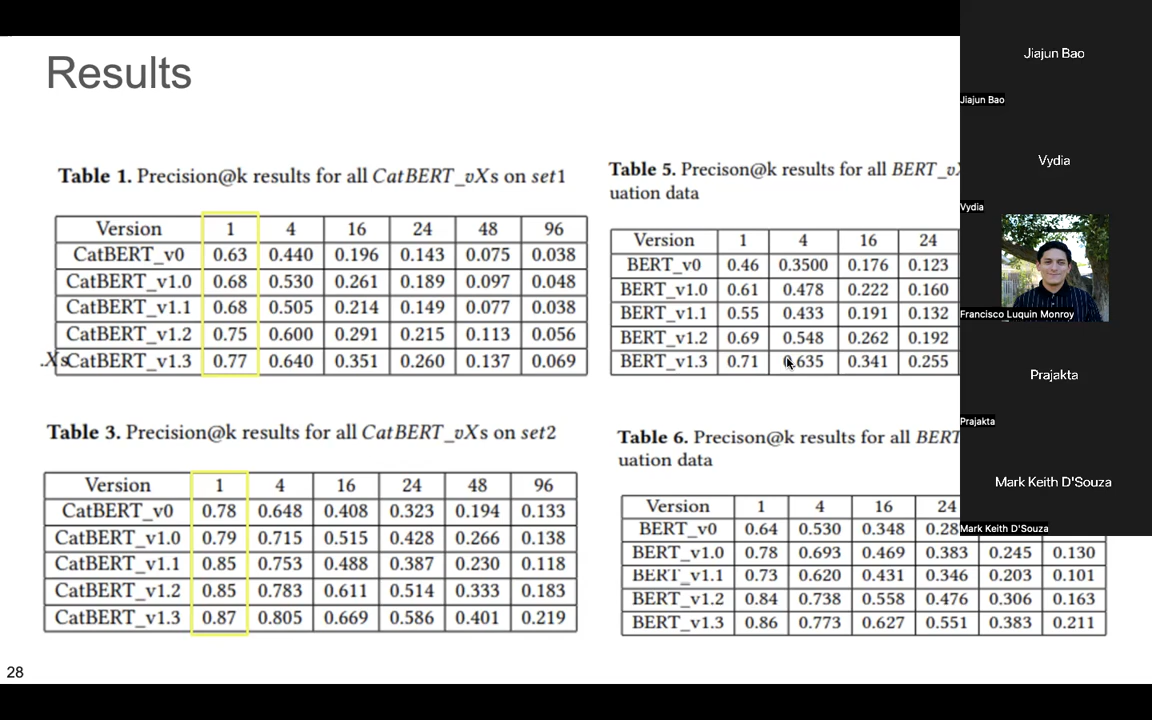 Results
Table 1. Precision@k results for all CatBERT_vXs on set1
Version 1 4 16 24 48 96
CatBERT_v0 0.63 0.440 0.196 0.143 0.075 0.038
CatBERT_v1.0 0.68 0.530 0.261 0.189 0.097 0.048
CatBERT_v1.1 0.68 0.505 0.214 0.149 0.077 0.038
CatBERT_v1.2 0.75 0.600 0.291 0.215 0.113 0.056
.Xs CatBERT_v1.3 0.77 0.640 0.351 0.260 0.137 0.069
Table 3. Precision@k results for all CatBERT_vXs on set2
Version 1 4 16 24 48 96
CatBERT_v0 0.78 0.648 0.408 0.323 0.194 0.133
CatBERT_v1.0 0.79 0.715 0.515 0.428 0.266 0.138
CatBERT_v1.1 0.85 0.753 0.488 0.387 0.230 0.118
CatBERT_v1.2 0.85 0.783 0.611 0.514 0.333 0.183
CatBERT_v1.3 0.87 0.805 0.669 0.586 0.401 0.219
Table 5. Precison@k results for all BERT_v
uation data
Version 1 4 16 24
BERT_v0 0.46 0.3500 0.176 0.123
BERT_v1.0 0.61 0.478 0.222 0.160
BERT_v1.1 0.55 0.433 0.191 0.132
BERT_v1.2 0.69 0.548 0.262 0.192
BERT_v1.3 0.71 0.635 0.341 0.255
Table 6. Precison@k results for all BERT
uation data
Version 1 4 16 24
BERT_v0 0.64 0.530 0.348 0.28
BERT_v1.0 0.78 0.693 0.469 0.383 0.245 0.130
BERT_v1.1 0.73 0.620 0.431 0.346 0.203 0.101
BERT_v1.2 0.84 0.738 0.558 0.476 0.306 0.163
BERT_v1.3 0.86 0.773 0.627 0.551 0.383 0.211
28
Jiajun Bao
Jiajun Bao
Vydia
Vydia
Francisco Luquin Monroy
Prajakta
Prajakta
Mark Keith D'Souza
Mark Keith D'Souza